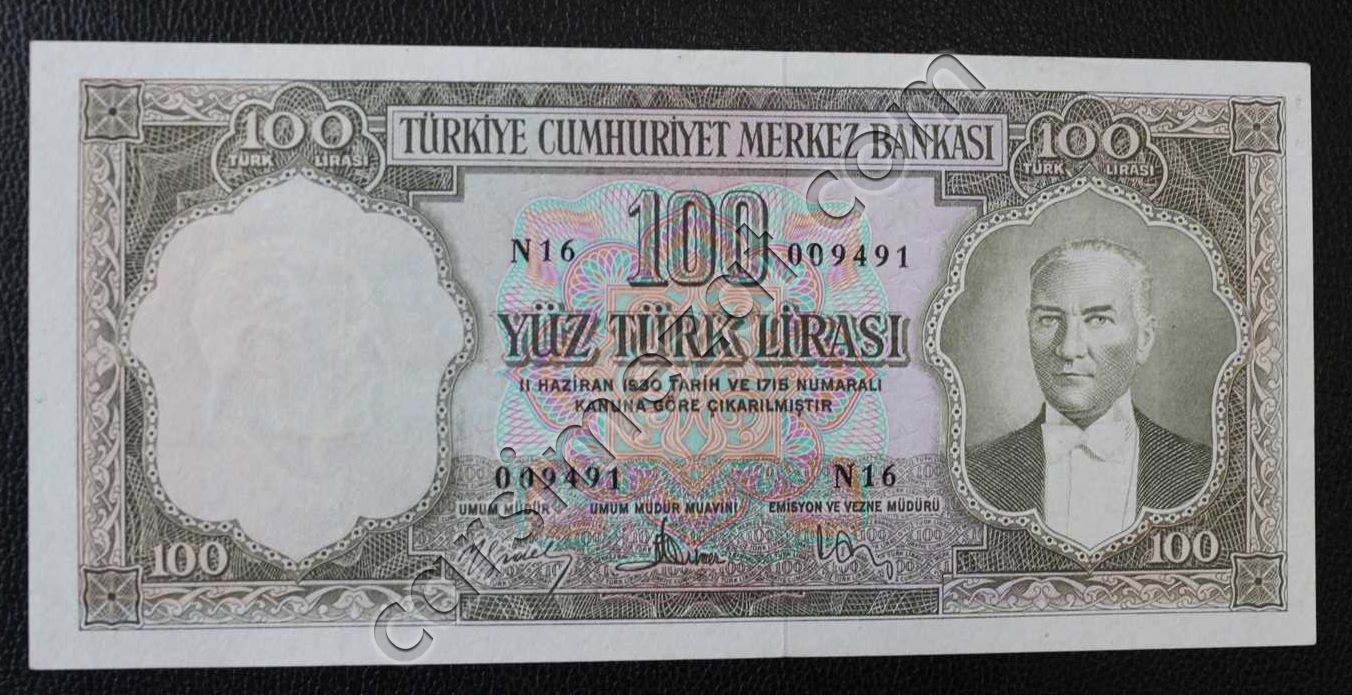 100
TÜRK LİRASI
TÜRKİYE CUMHURİYET MERKEZ BANKASI
100
TÜRK LİRASI
100
N16
009491
YÜZ TÜRK LİRASI
11 HAZİRAN 1930 TARİH VE 1715 NUMARALI
KANUNA GÖRE ÇIKARILMIŞTIR
009491
N16
UMUM MÜDÜR
UMUM MÜDÜR MUAVİNİ
EMİSYON VE VEZNE MÜDÜRÜ
100
100